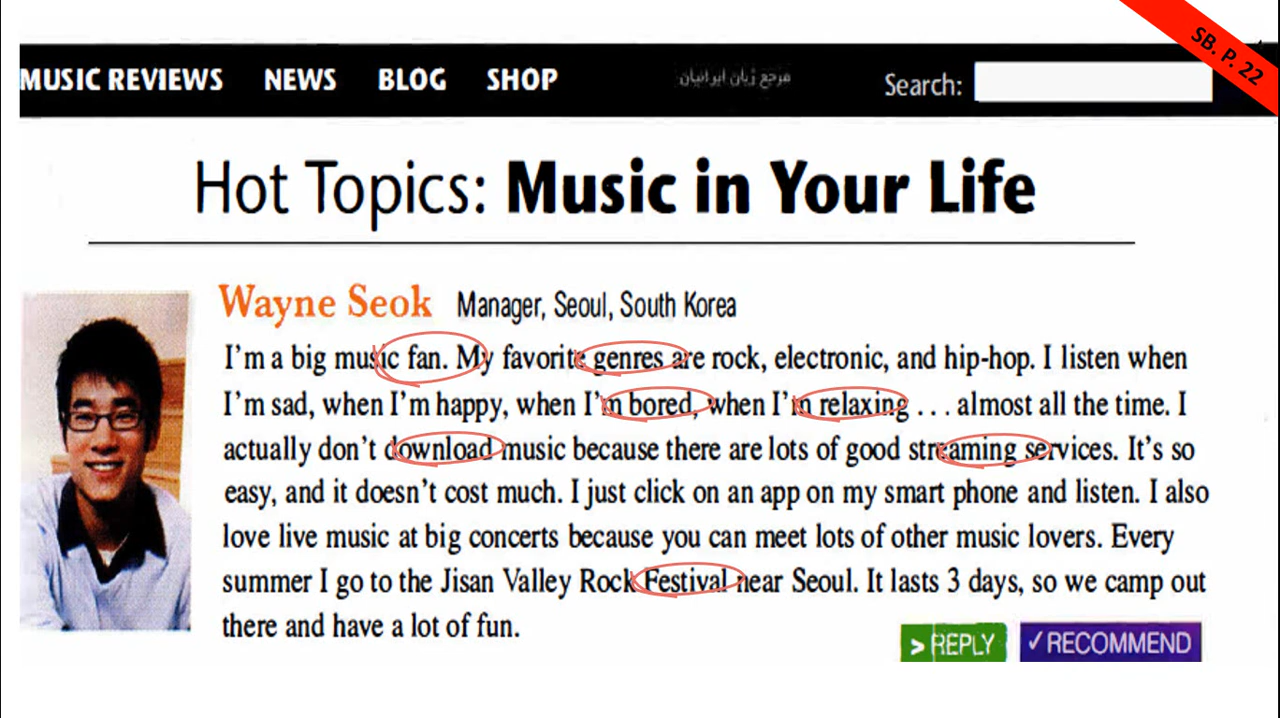 SB. P. 22
MUSIC REVIEWS NEWS BLOG SHOP مرجع زبان ایرانیان Search:
Hot Topics: Music in Your Life
Wayne Seok Manager, Seoul, South Korea
I'm a big music fan. My favorite genres are rock, electronic, and hip-hop. I listen when
I'm sad, when I'm happy, when I'm bored, when I'm relaxing . . . almost all the time. I
actually don't download music because there are lots of good streaming services. It's so
easy, and it doesn't cost much. I just click on an app on my smart phone and listen. I also
love live music at big concerts because you can meet lots of other music lovers. Every
summer I go to the Jisan Valley Rock Festival near Seoul. It lasts 3 days, so we camp out
there and have a lot of fun.
> REPLY ✓RECOMMEND